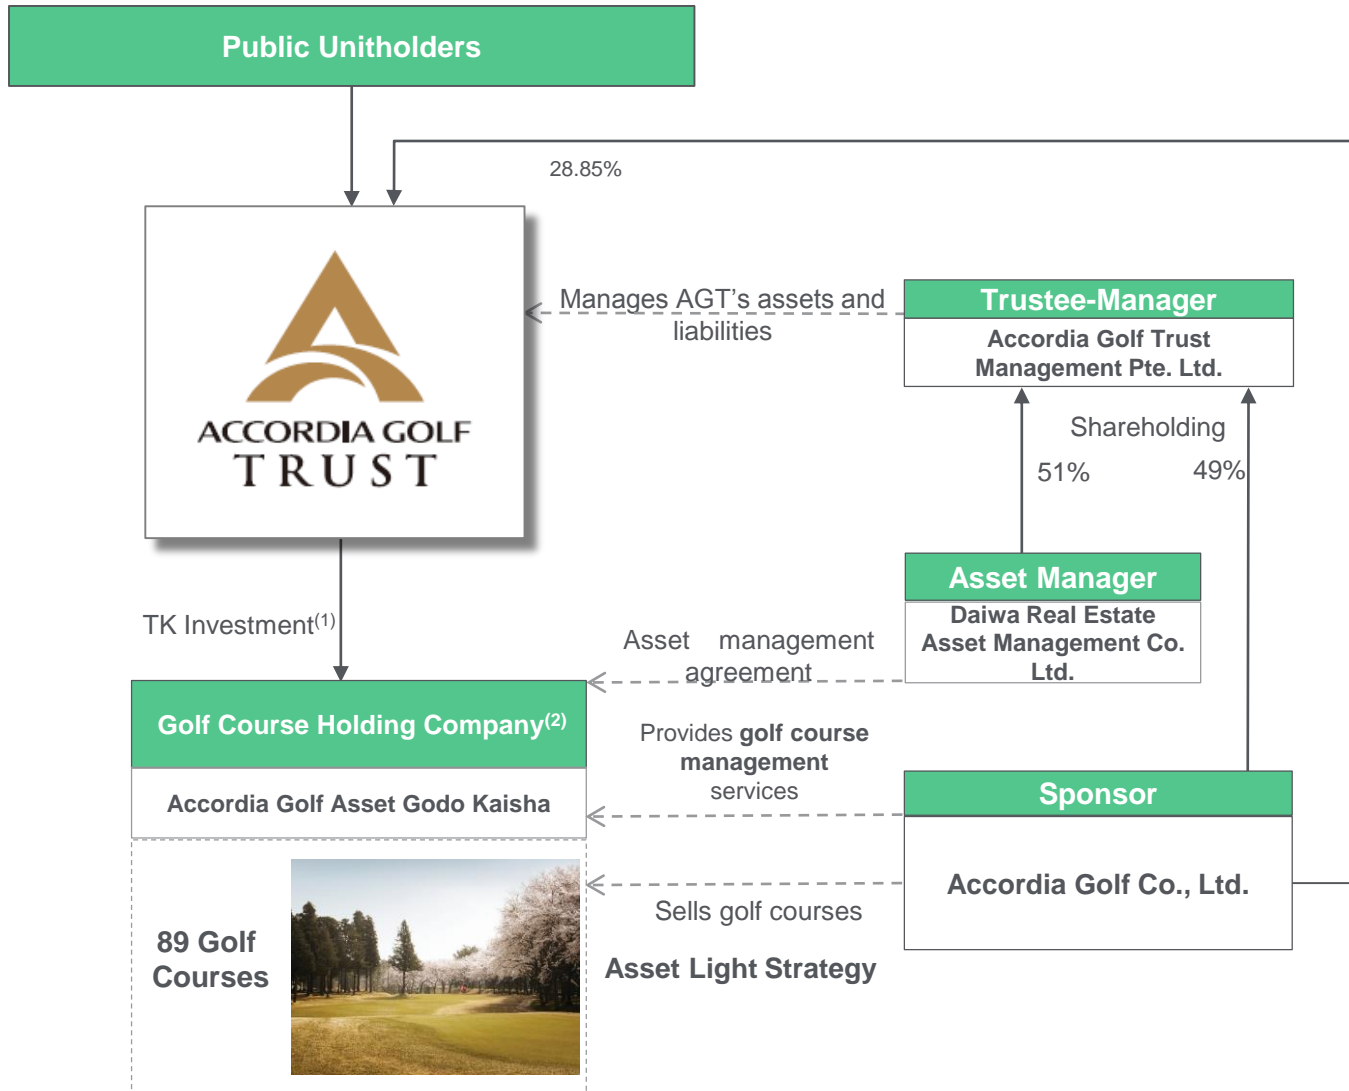 Public Unitholders
28.85%
ACCORDIA GOLF
TRUST
Manages AGT’s assets and
liabilities
Trustee-Manager
Accordia Golf Trust
Management Pte. Ltd.
Shareholding
51%
49%
Asset Manager
Daiwa Real Estate
Asset Management Co.
Ltd.
TK Investment(1)
Asset management
agreement
Golf Course Holding Company(2)
Accordia Golf Asset Godo Kaisha
Provides golf course
management
services
Sponsor
Accordia Golf Co., Ltd.
Sells golf courses
89 Golf
Courses
Asset Light Strategy